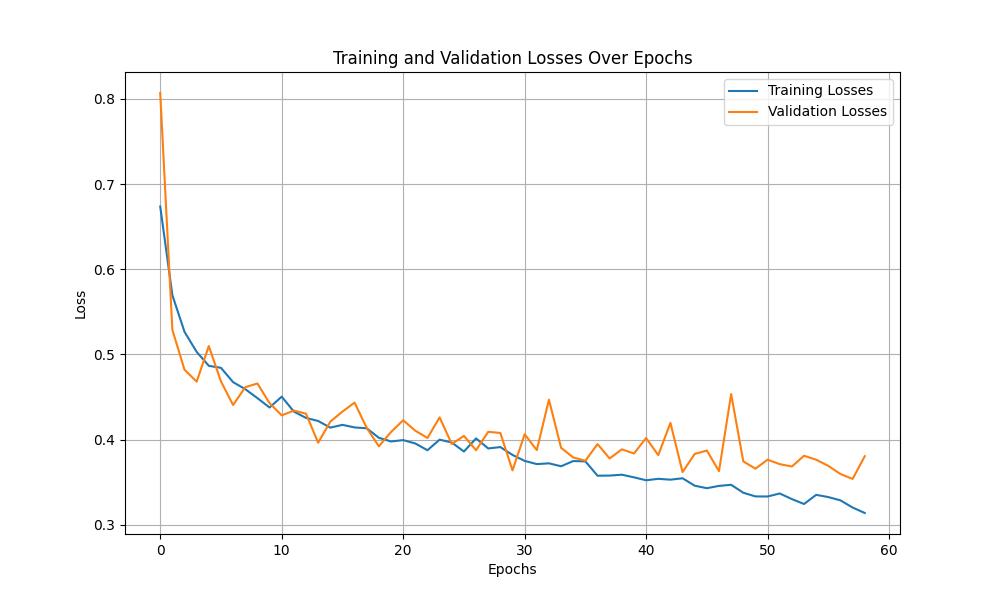 Training and Validation Losses Over Epochs
Training Losses
Validation Losses
Loss
0.8
0.7
0.6
0.5
0.4
0.3
0
10
20
30
40
50
60
Epochs